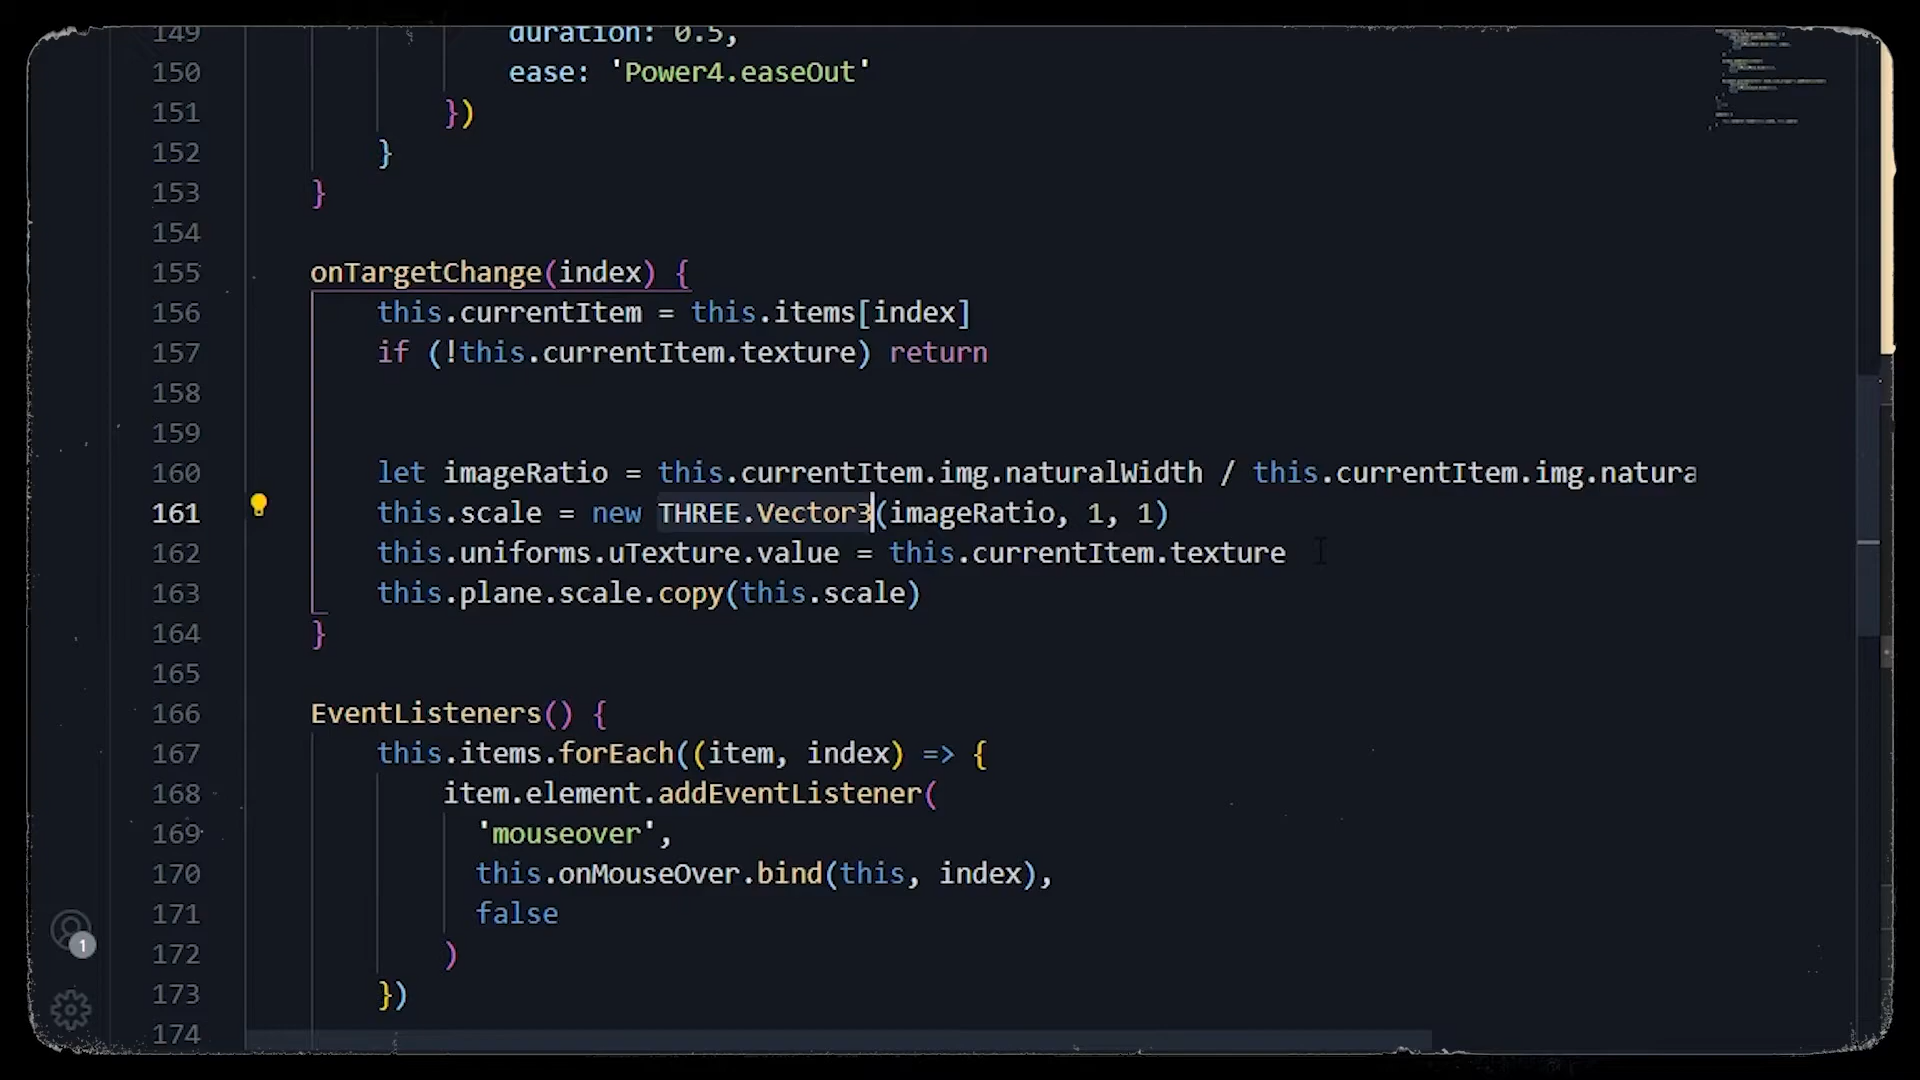 149 duration: 0.5,
150 ease: 'Power4.easeOut'
151 })
152 }
153 }
154
155 onTargetChange(index) {
156 this.currentItem = this.items[index]
157 if (!this.currentItem.texture) return
158
159
160 let imageRatio = this.currentItem.img.naturalWidth / this.currentItem.img.natura
161 this.scale = new THREE.Vector3(imageRatio, 1, 1)
162 this.uniforms.uTexture.value = this.currentItem.texture
163 this.plane.scale.copy(this.scale)
164 }
165
166 EventListeners() {
167 this.items.forEach((item, index) => {
168 item.element.addEventListener(
169 'mouseover',
170 this.onMouseOver.bind(this, index),
171 false
172 )
173 })
174
1